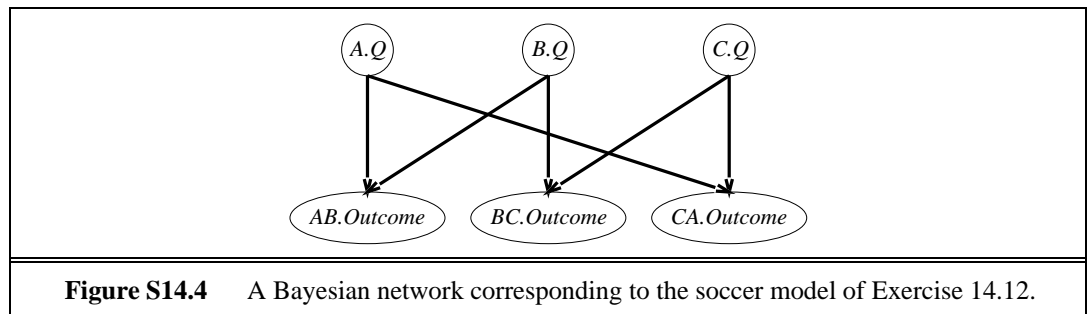 A.Q B.Q C.Q
AB.Outcome BC.Outcome CA.Outcome
Figure S14.4 A Bayesian network corresponding to the soccer model of Exercise 14.12.